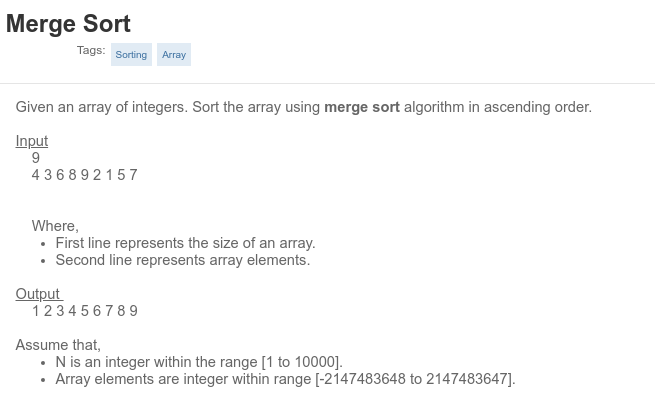 Merge Sort
Tags: Sorting Array
Given an array of integers. Sort the array using merge sort algorithm in ascending order.
Input
9
4 3 6 8 9 2 1 5 7
Where,
• First line represents the size of an array.
• Second line represents array elements.
Output
1 2 3 4 5 6 7 8 9
Assume that,
• N is an integer within the range [1 to 10000].
• Array elements are integer within range [-2147483648 to 2147483647].